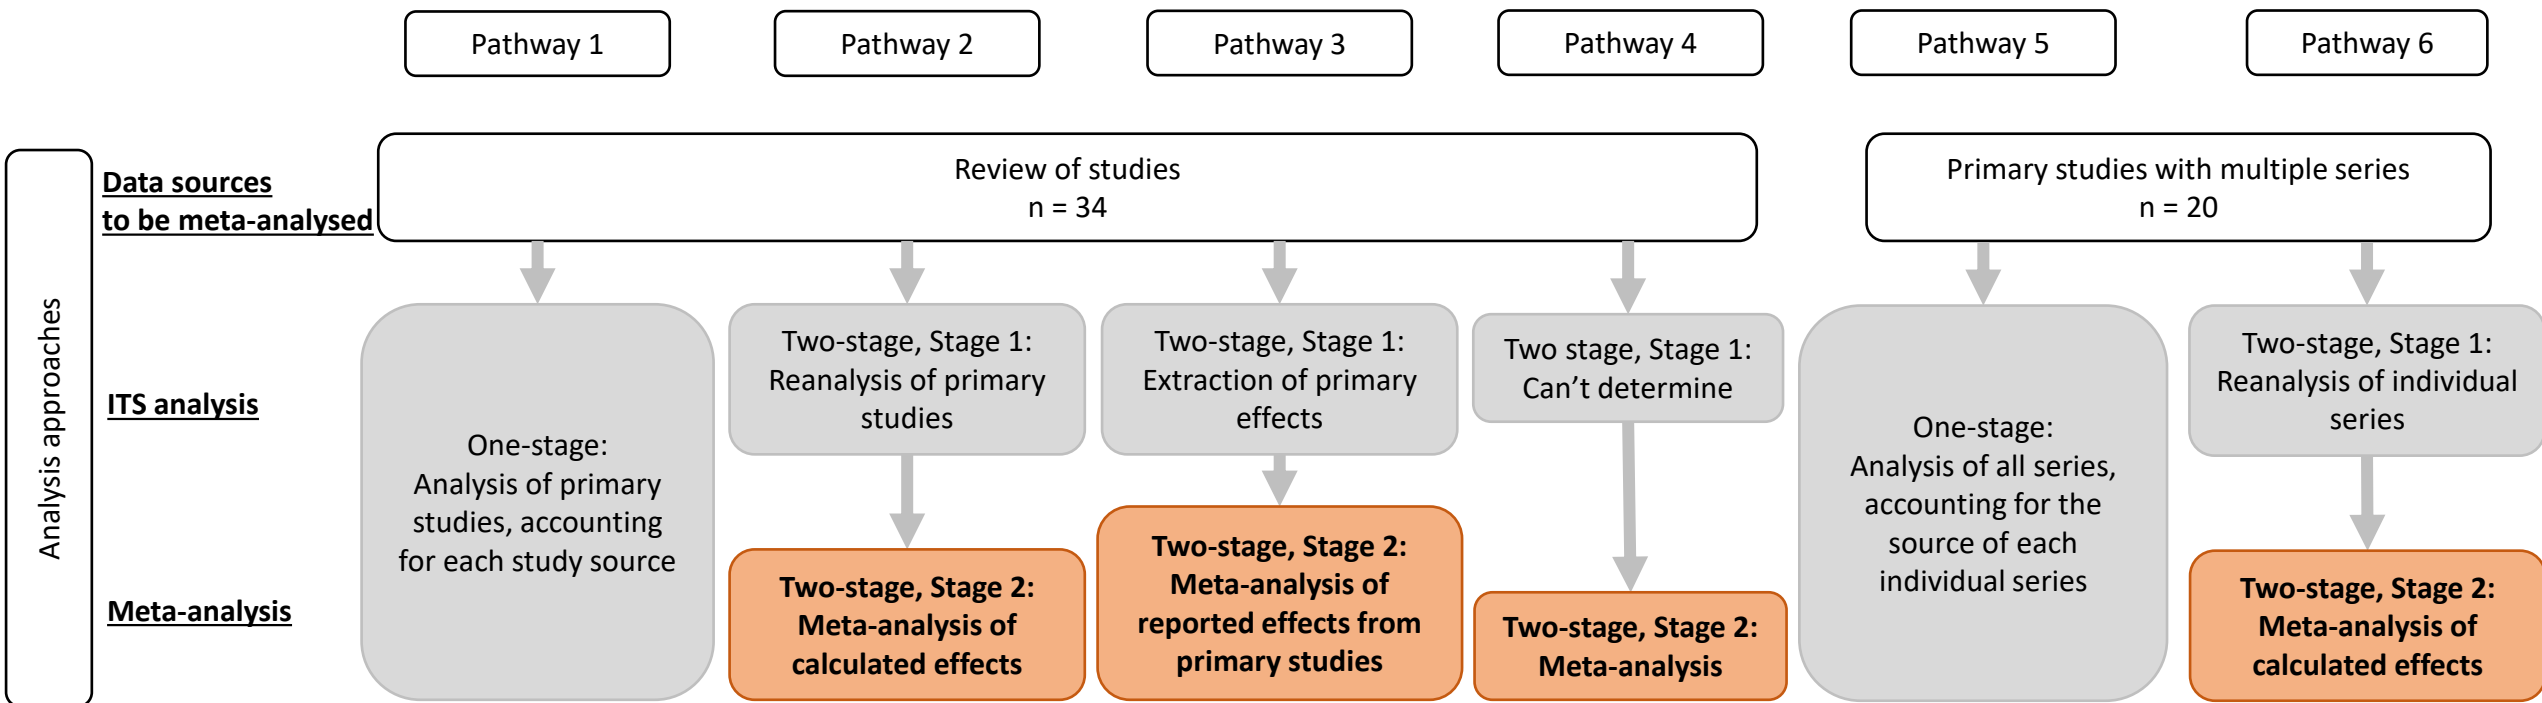 Pathway 1
Pathway 2
Pathway 3
Pathway 4
Pathway 5
Pathway 6
Analysis approaches
Data sources
to be meta-analysed
Review of studies
n = 34
Primary studies with multiple series
n = 20
ITS analysis
Meta-analysis
One-stage:
Analysis of primary
studies, accounting
for each study source
Two-stage, Stage 1:
Reanalysis of primary
studies
Two-stage, Stage 2:
Meta-analysis of
calculated effects
Two-stage, Stage 1:
Extraction of primary
effects
Two-stage, Stage 2:
Meta-analysis of
reported effects from
primary studies
Two stage, Stage 1:
Can’t determine
Two-stage, Stage 2:
Meta-analysis
One-stage:
Analysis of all series,
accounting for the
source of each
individual series
Two-stage, Stage 1:
Reanalysis of individual
series
Two-stage, Stage 2:
Meta-analysis of
calculated effects